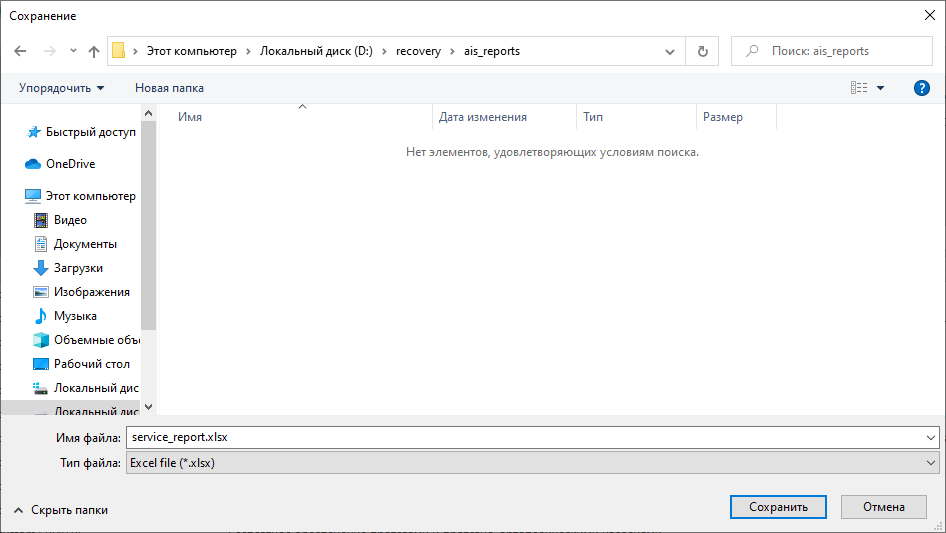 Сохранение
Этот компьютер > Локальный диск (D:) > recovery > ais_reports
Поиск: ais_reports
Упорядочить
Новая папка
Имя
Дата изменения
Тип
Размер
Нет элементов, удовлетворяющих условиям поиска.
Быстрый доступ
OneDrive
Этот компьютер
Видео
Документы
Загрузки
Изображения
Музыка
Объемные объ
Рабочий стол
Локальный дис
Локальный дис
Имя файла: service_report.xlsx
Тип файла: Excel file (*.xlsx)
Скрыть папки
Сохранить
Отмена